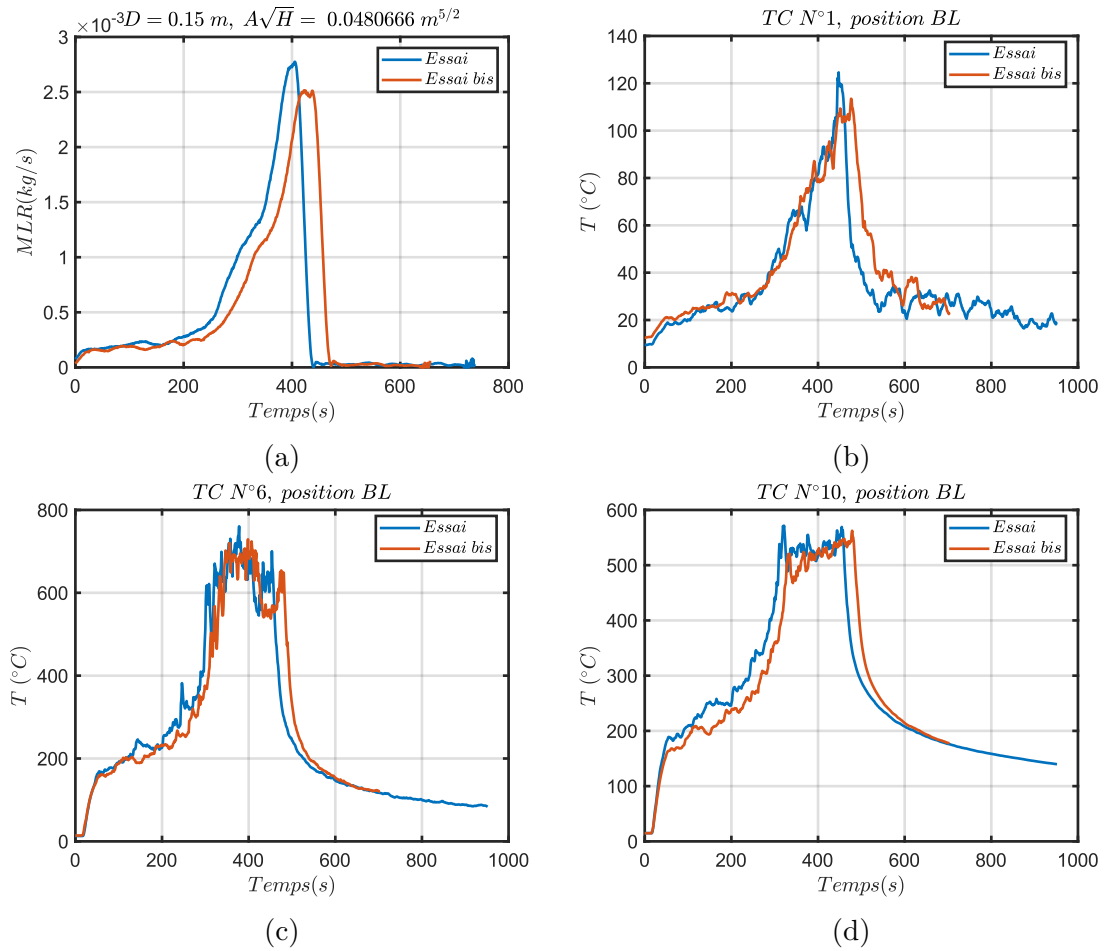 ×10⁻³ D = 0.15 m, A√H = 0.0480666 m^{5/2}
3
2.5
2
1.5
1
0.5
0
MLR(kg/s)
Essai
Essai bis
0 200 400 600 800
Temps(s)
(a)
TC N°1, position BL
140
120
100
80
60
40
20
0
T (°C)
Essai
Essai bis
0 200 400 600 800 1000
Temps(s)
(b)
TC N°6, position BL
800
600
400
200
0
T (°C)
Essai
Essai bis
0 200 400 600 800 1000
Temps(s)
(c)
TC N°10, position BL
600
500
400
300
200
100
0
T (°C)
Essai
Essai bis
0 200 400 600 800 1000
Temps(s)
(d)